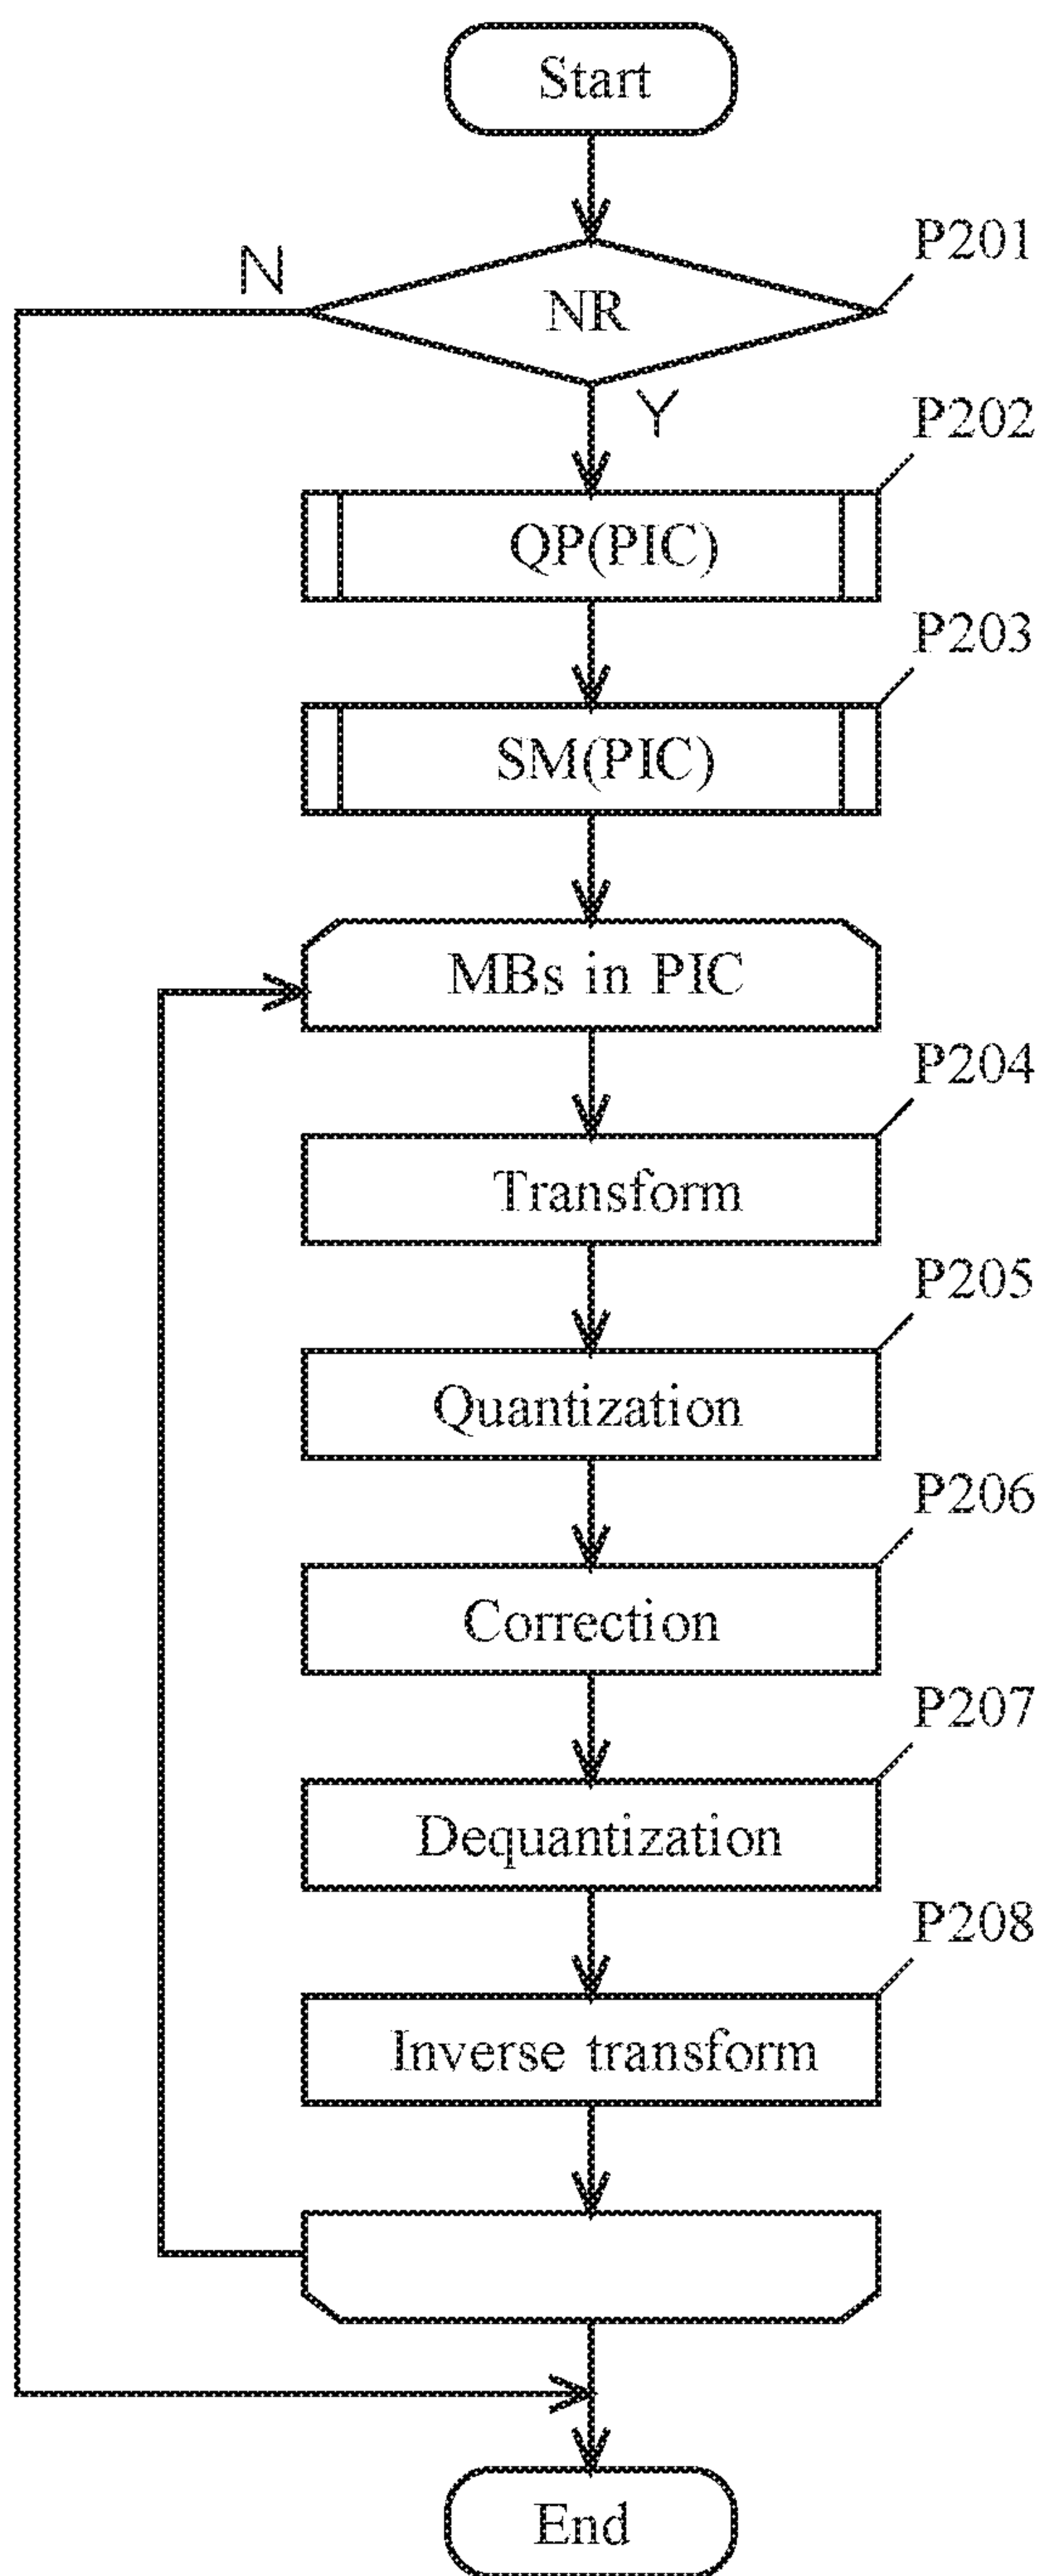 Start
P201
N
NR
Y
P202
QP(PIC)
P203
SM(PIC)
MBs in PIC
P204
Transform
P205
Quantization
P206
Correction
P207
Dequantization
P208
Inverse transform
End